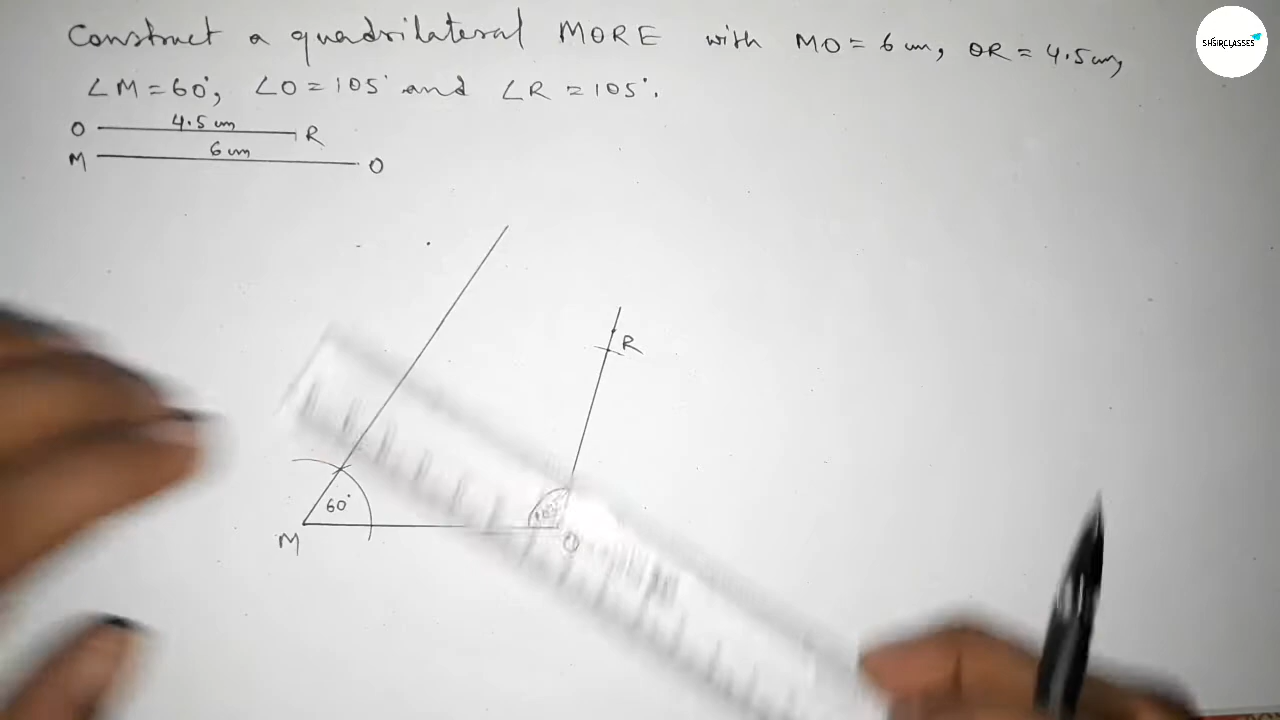 Construct a quadrilateral MORE with MO = 6 cm, OR = 4.5 cm,
∠M = 60°, ∠O = 105° and ∠R = 105°.
O 4.5 cm R
M 6 cm O
SHSIRCLASSES
R
60°
105°
M
O